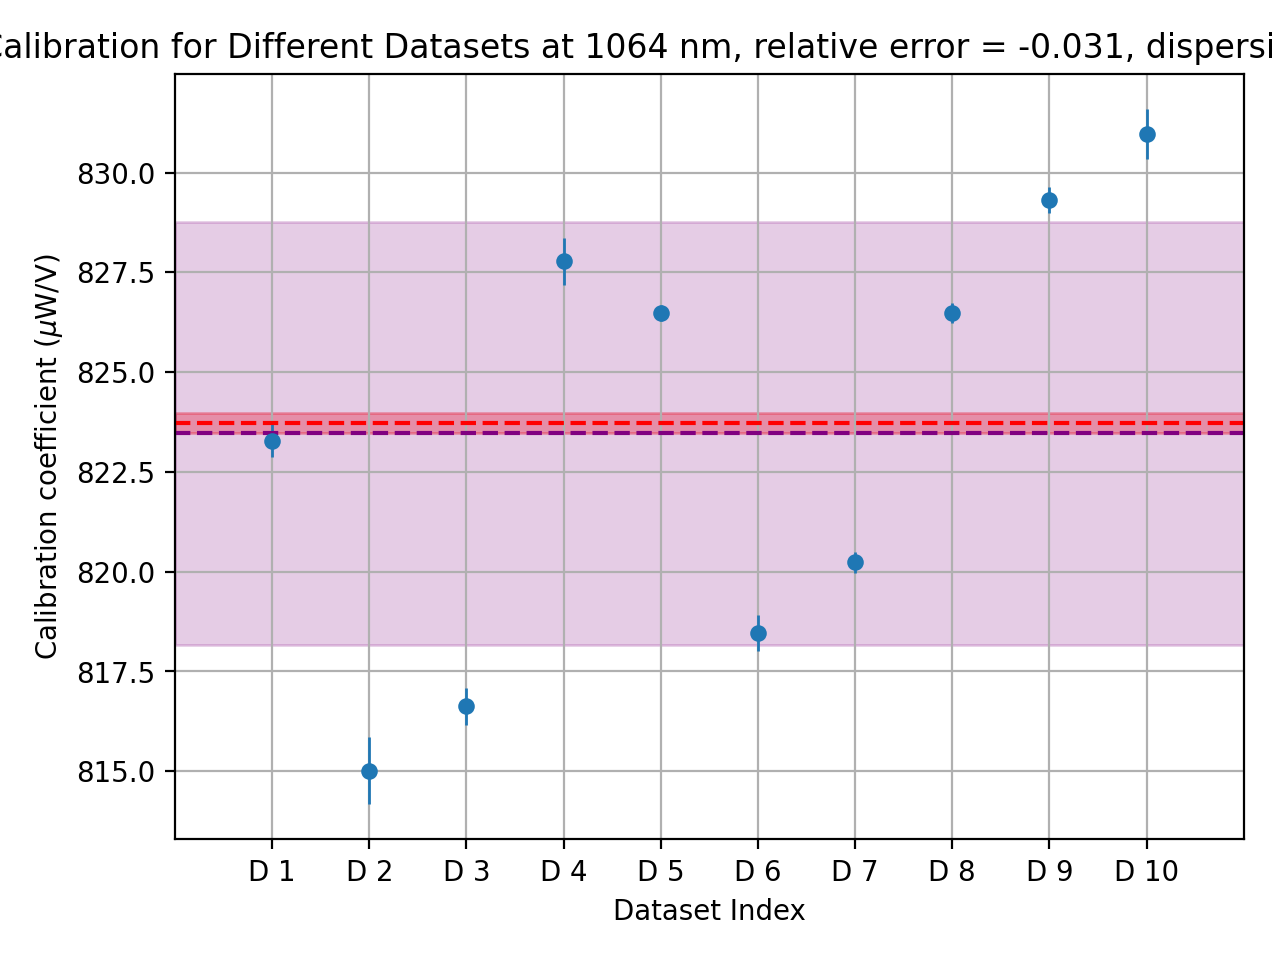 Calibration for Different Datasets at 1064 nm, relative error = -0.031,
830.0
827.5
825.0
822.5
820.0
817.5
815.0
Calibration coefficient (μW/V)
D 1 D 2 D 3 D 4 D 5 D 6 D 7 D 8 D 9 D 10
Dataset Index